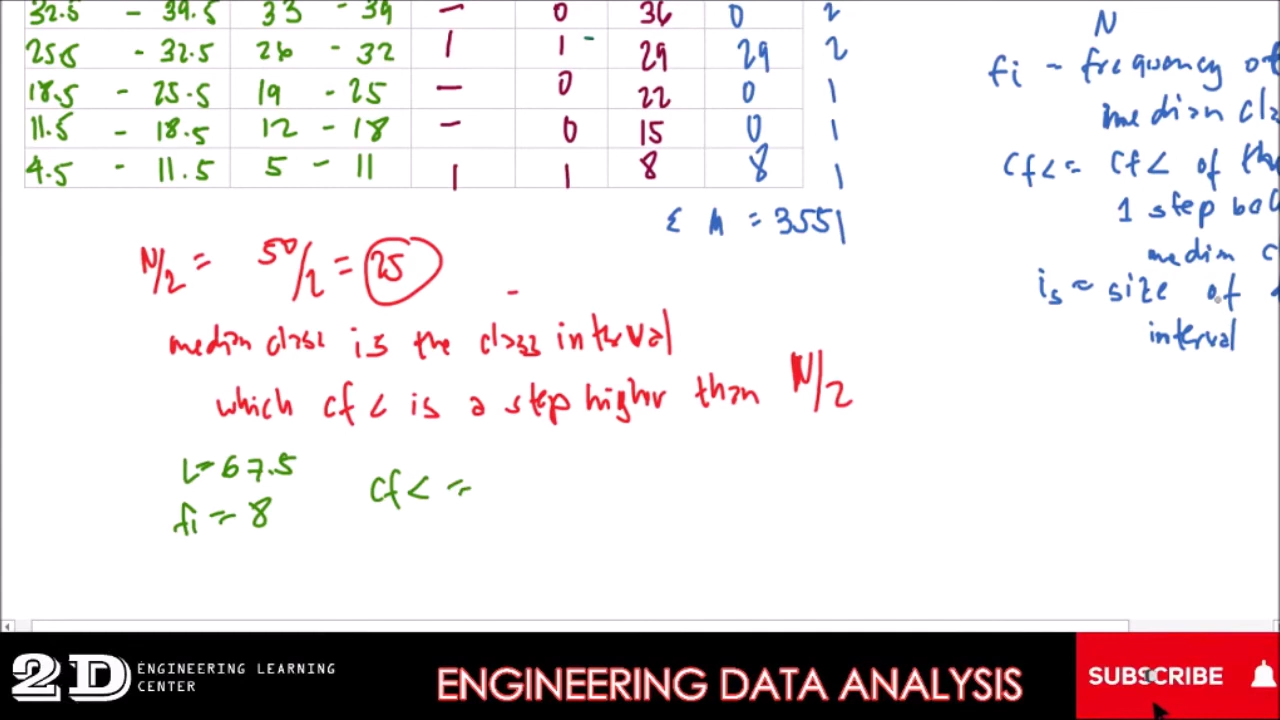 32.5 - 39.5 33 - 39 — 0 36 0 2
25.5 - 32.5 26 - 32 | 1 - 29 29 2
18.5 - 25.5 19 - 25 — 0 22 0 1
11.5 - 18.5 12 - 18 - 0 15 0 1
4.5 - 11.5 5 - 11 | 1 8 8 1
Σ M = 3551
N
fi - frequency of
median cla
cf< = cf< of the
1 step
median c
is = size of
interval
N/2 = 50/2 = 25
median class is the class interval
which cf< is a step higher than N/2
L = 67.5
fi = 8
cf< =
2D ENGINEERING LEARNING
CENTER
ENGINEERING DATA ANALYSIS
SUBSCRIBE